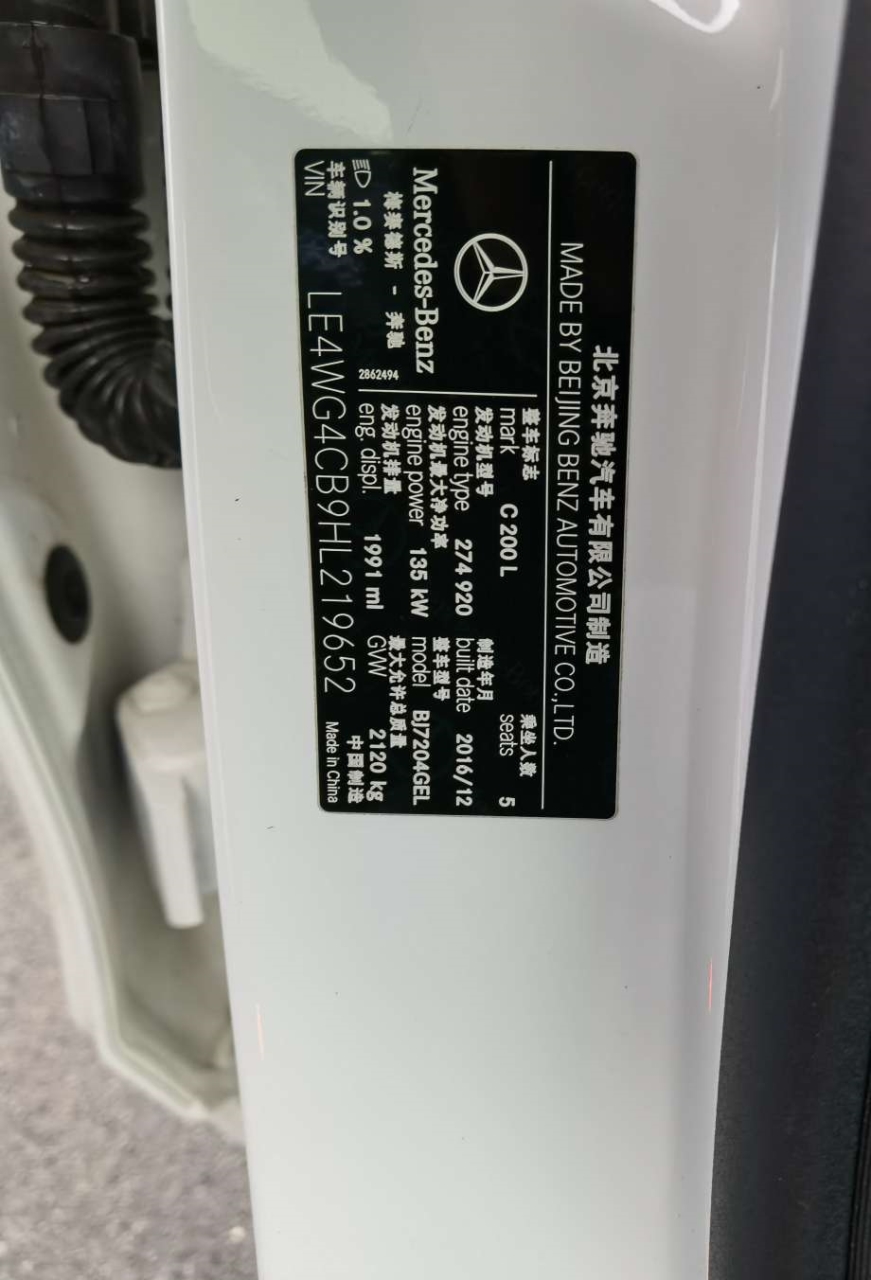 北京奔驰汽车有限公司制造
MADE BY BEIJING BENZ AUTOMOTIVE CO.,LTD.
整车标志
mark C 200 L
乘坐人数
seats 5
发动机型号
engine type 274 920
制造年月
built date 2016/12
发动机最大净功率
engine power 135 kW
整车型号
model BJ7204GEL
发动机排量
eng. displ. 1991 ml
最大允许总质量
GVW 2120 kg
Mercedes-Benz
梅赛德斯 - 奔驰
1.0 %
2862494
车辆识别号
VIN LE4WG4CB9HL219652
中国制造
Made in China